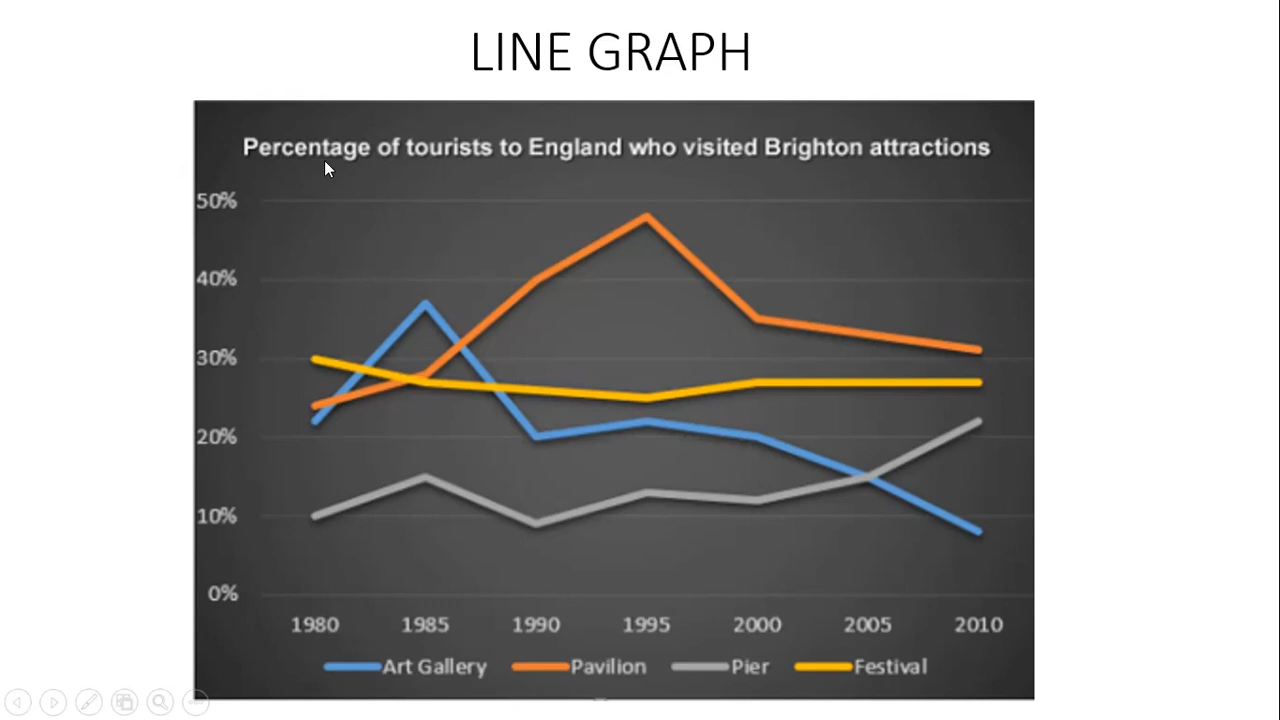 LINE GRAPH
Percentage of tourists to England who visited Brighton attractions
50%
40%
30%
20%
10%
0%
1980 1985 1990 1995 2000 2005 2010
Art Gallery Pavilion Pier Festival